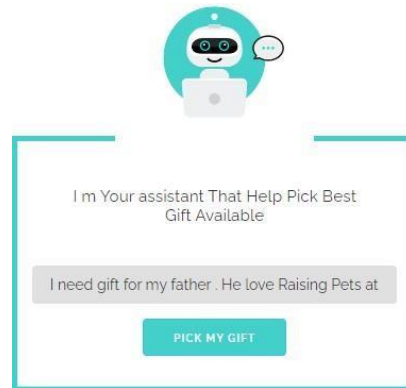 I m Your assistant That Help Pick Best
Gift Available
I need gift for my father . He love Raising Pets at
PICK MY GIFT